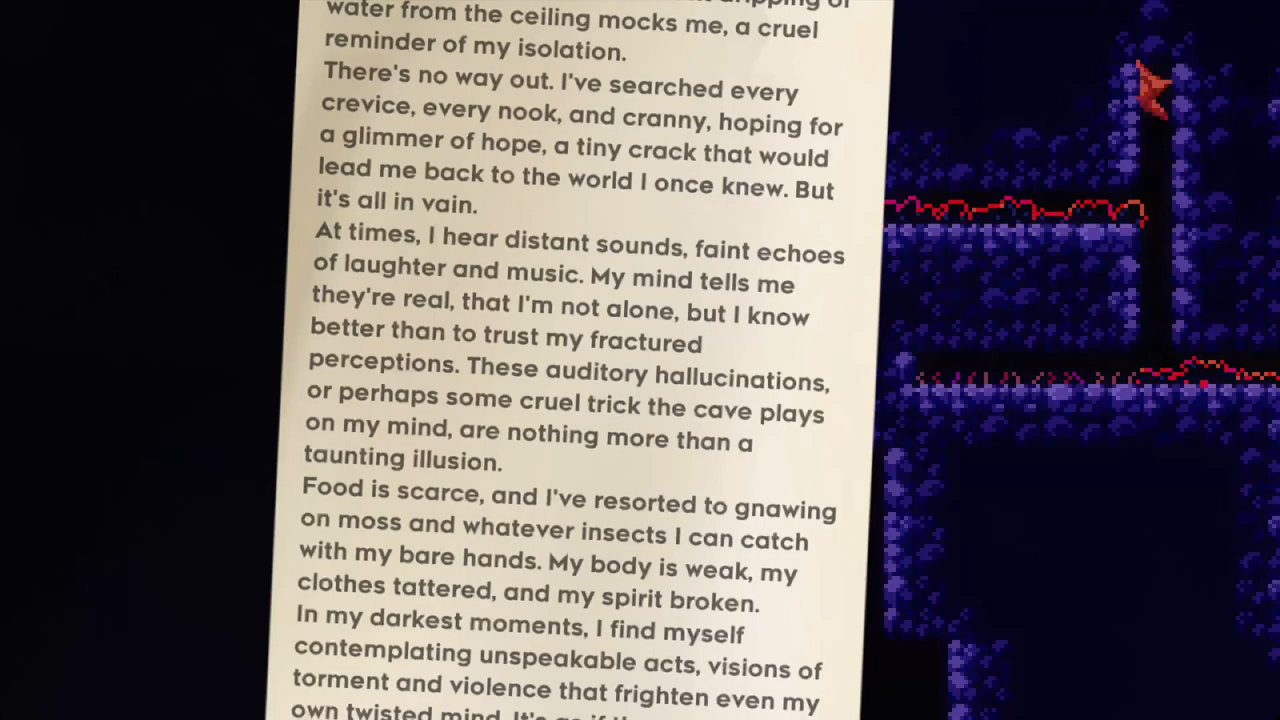 dripping of
water from the ceiling mocks me, a cruel
reminder of my isolation.
There's no way out. I've searched every
crevice, every nook, and cranny, hoping for
a glimmer of hope, a tiny crack that would
lead me back to the world I once knew. But
it's all in vain.
At times, I hear distant sounds, faint echoes
of laughter and music. My mind tells me
they're real, that I'm not alone, but I know
better than to trust my fractured
perceptions. These auditory hallucinations,
or perhaps some cruel trick the cave plays
on my mind, are nothing more than a
taunting illusion.
Food is scarce, and I've resorted to gnawing
on moss and whatever insects I can catch
with my bare hands. My body is weak, my
clothes tattered, and my spirit broken.
In my darkest moments, I find myself
contemplating unspeakable acts, visions of
torment and violence that frighten even my
own twisted mind. It's as if